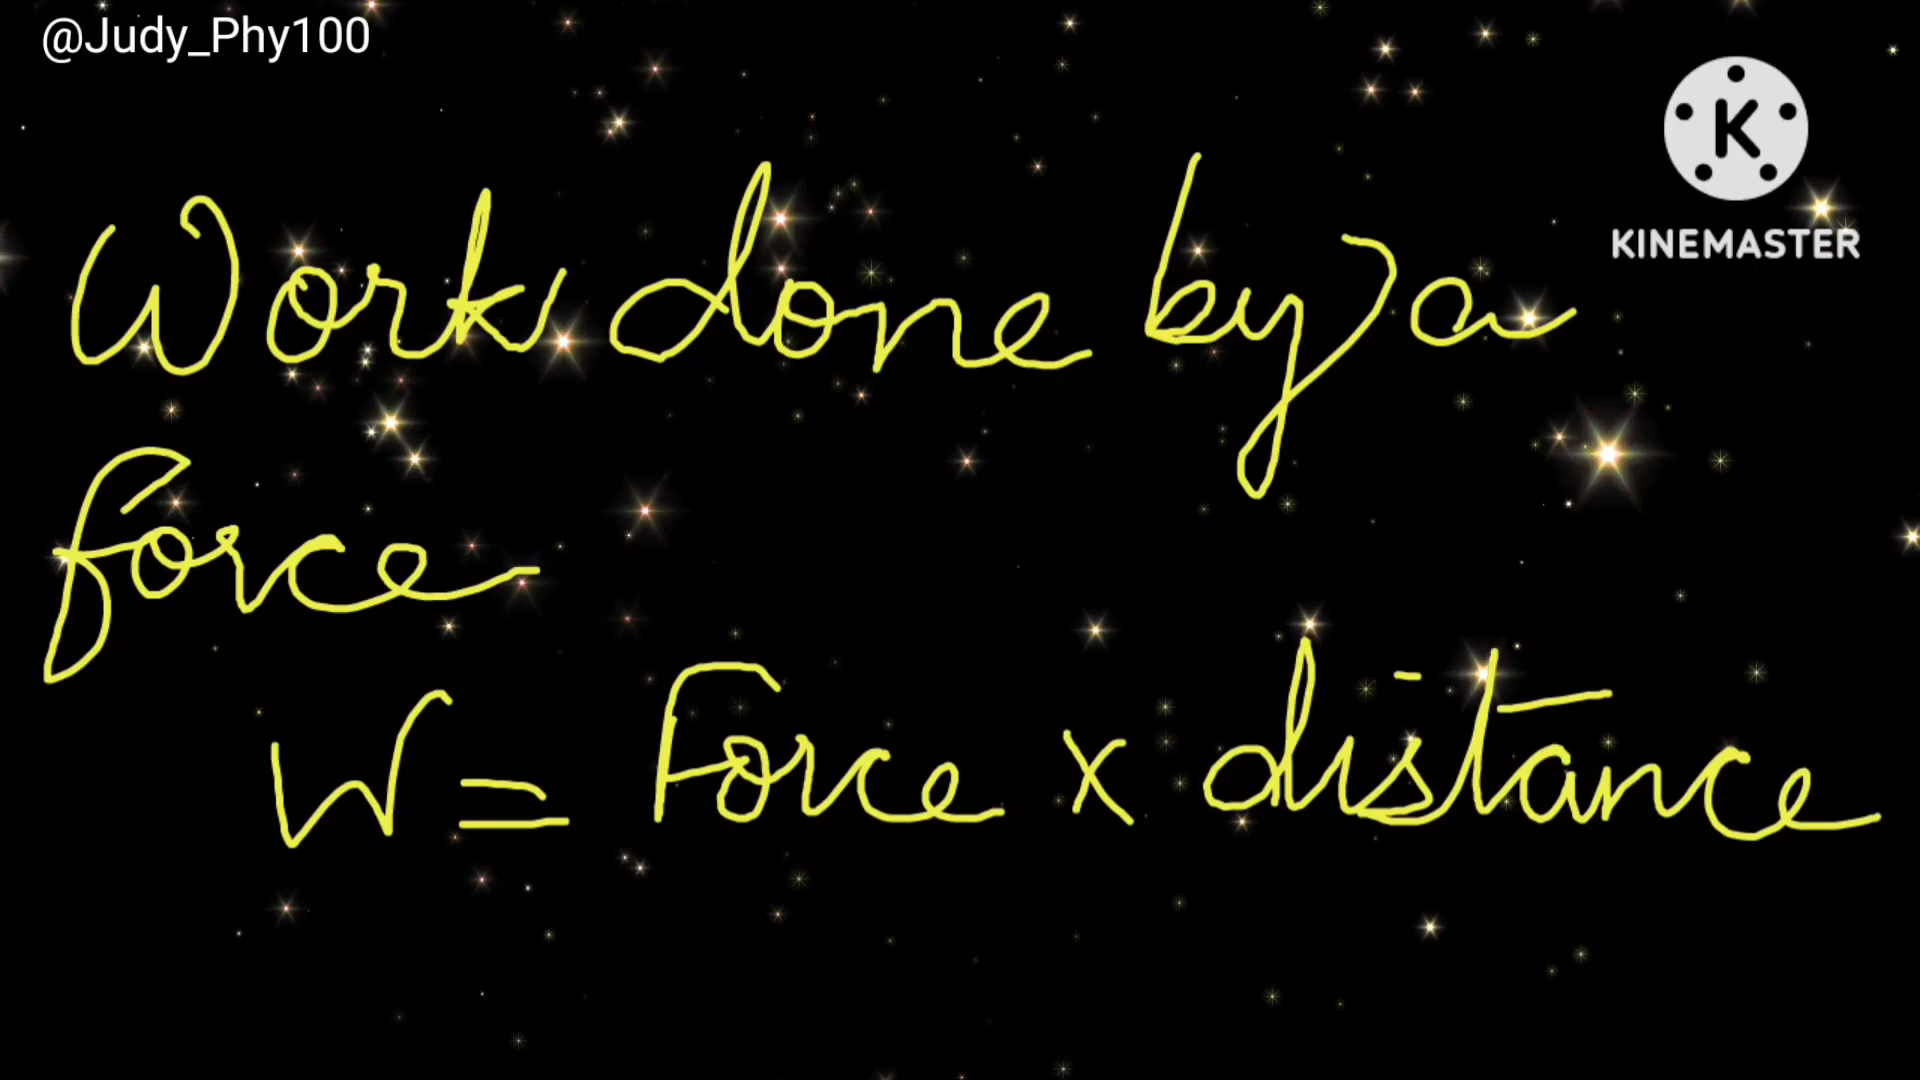 @Judy_Phy100
K
KINEMASTER
Work done by a
force
W = Force x distance